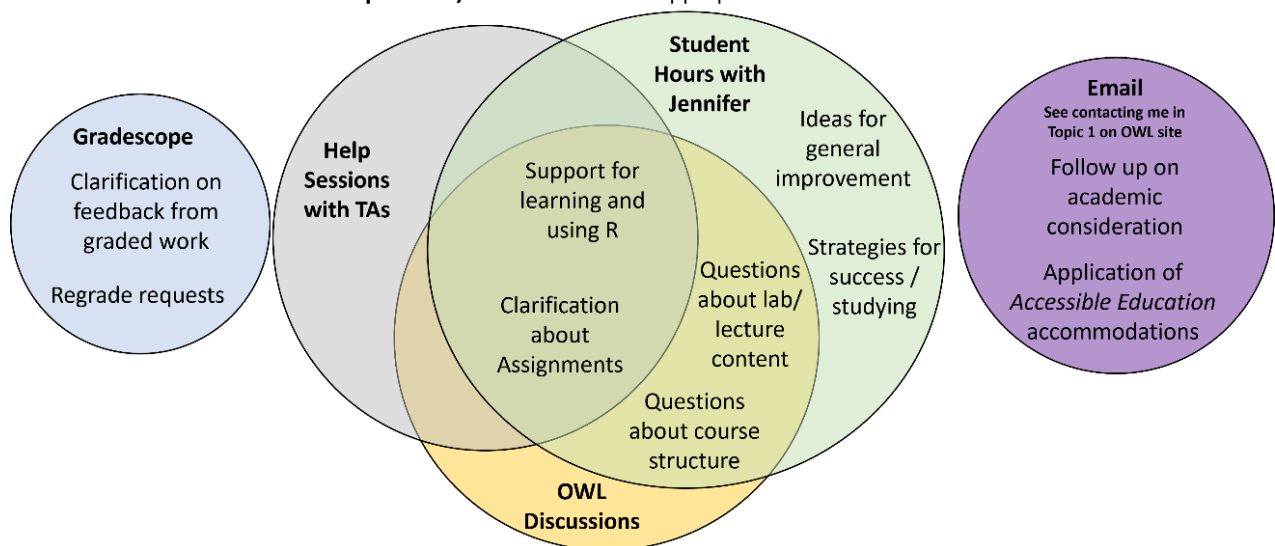 Gradescope
Clarification on
feedback from
graded work
Regrade requests
Help
Sessions
with TAs
Student
Hours with
Jennifer
Ideas for
general
improvement
Strategies for
success /
studying
Support for
learning and
using R
Clarification
about
Assignments
Questions
about lab/
lecture
content
Questions
about course
structure
OWL
Discussions
Email
See contacting me in
Topic 1 on OWL site
Follow up on
academic
consideration
Application of
Accessible Education
accommodations